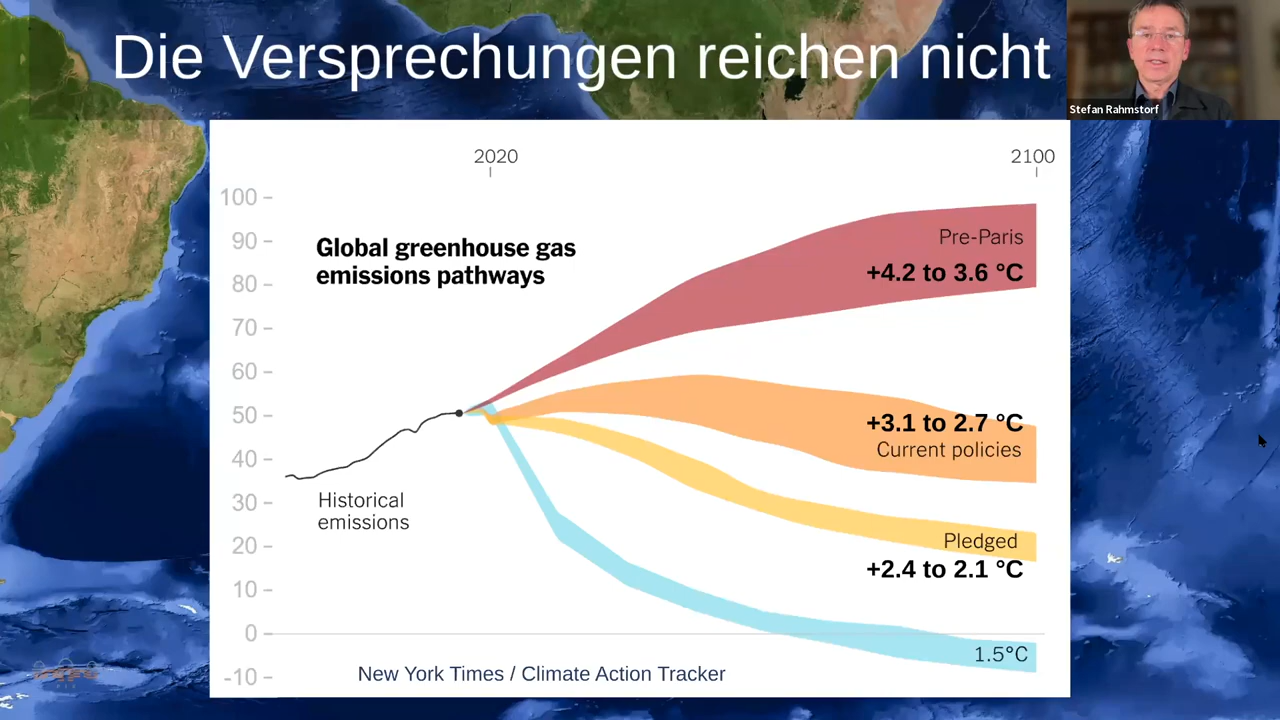 Die Versprechungen reichen nicht
Stefan Rahmstorf
2020
2100
100
90
80
70
60
50
40
30
20
10
0
-10
Global greenhouse gas
emissions pathways
Pre-Paris
+4.2 to 3.6 °C
+3.1 to 2.7 °C
Current policies
Historical
emissions
Pledged
+2.4 to 2.1 °C
1.5°C
New York Times / Climate Action Tracker